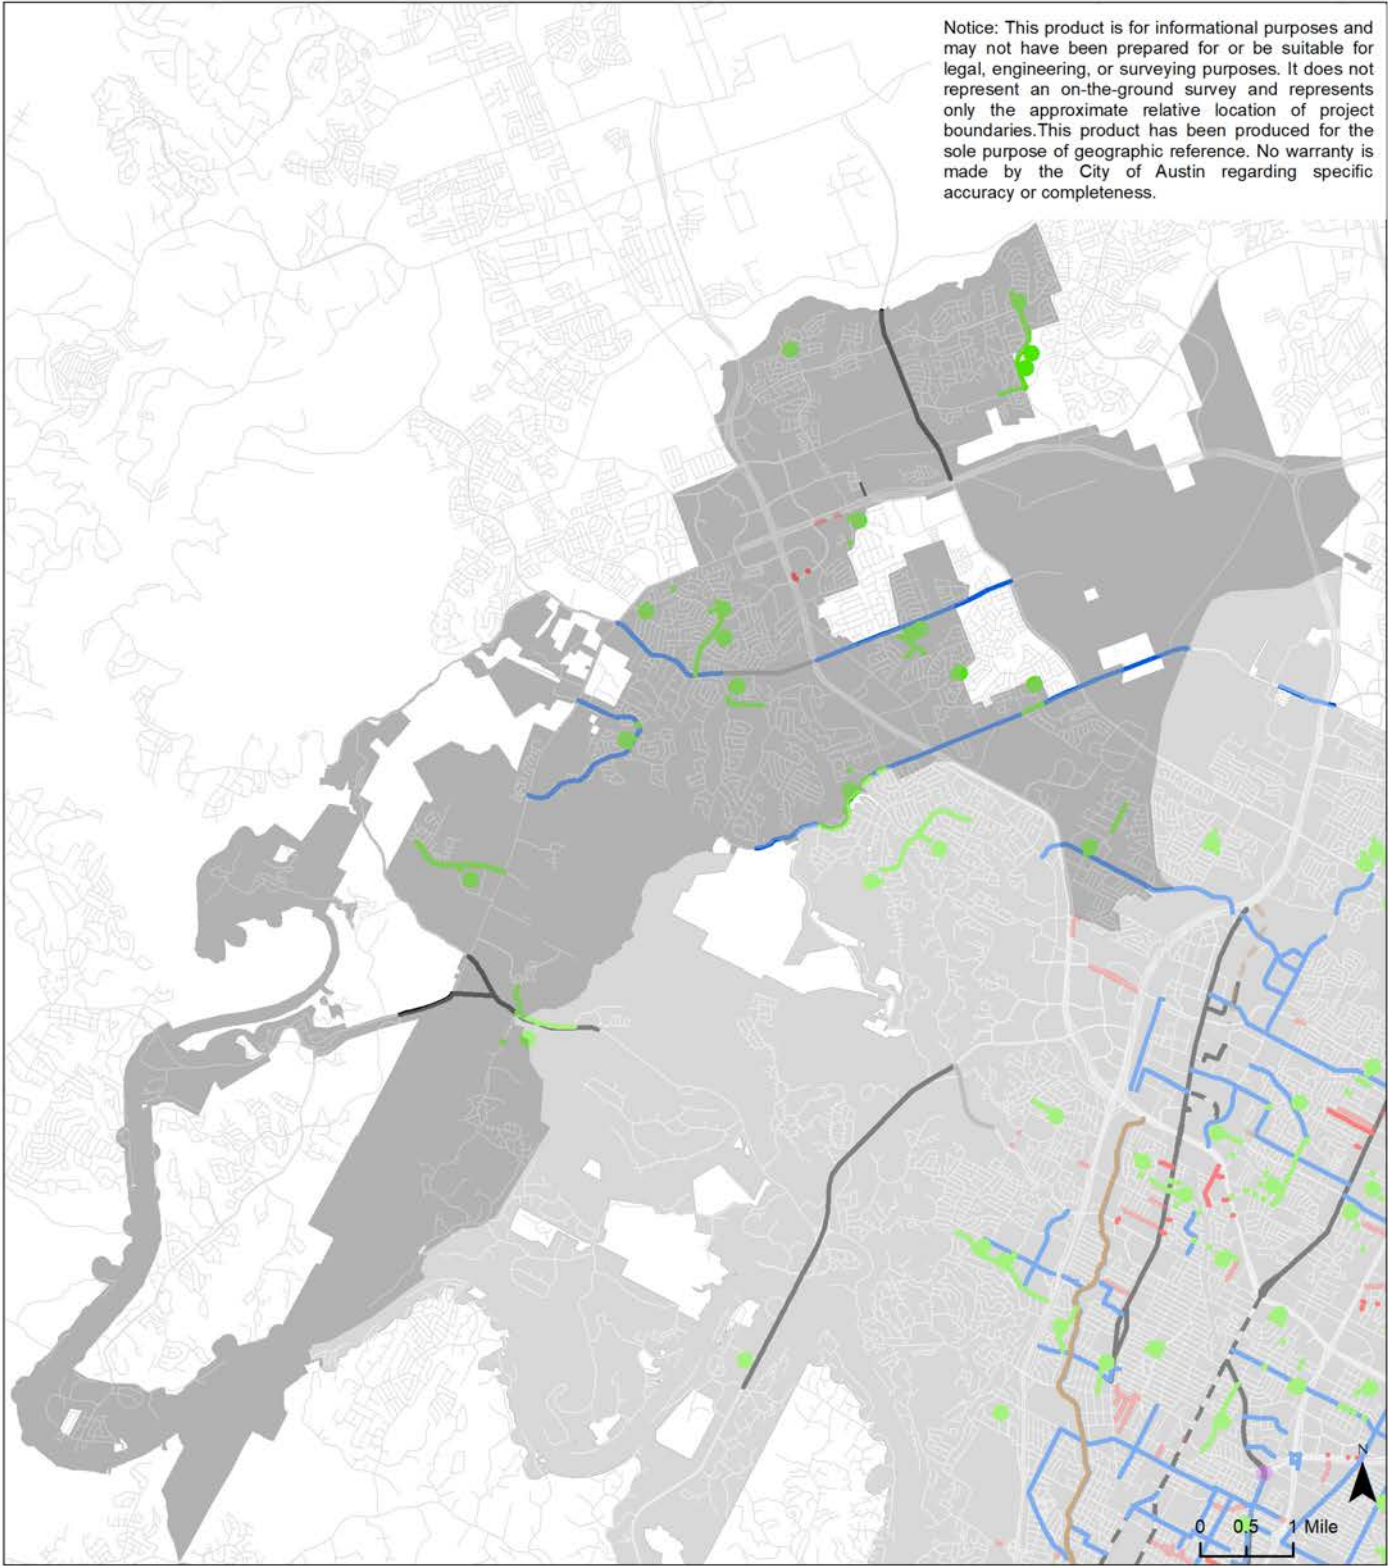 Notice: This product is for informational purposes and
may not have been prepared for or be suitable for
legal, engineering, or surveying purposes. It does not
represent an on-the-ground survey and represents
only the approximate relative location of project
boundaries.This product has been produced for the
sole purpose of geographic reference. No warranty is
made by the City of Austin regarding specific
accuracy or completeness.
N
0 0.5 1 Mile